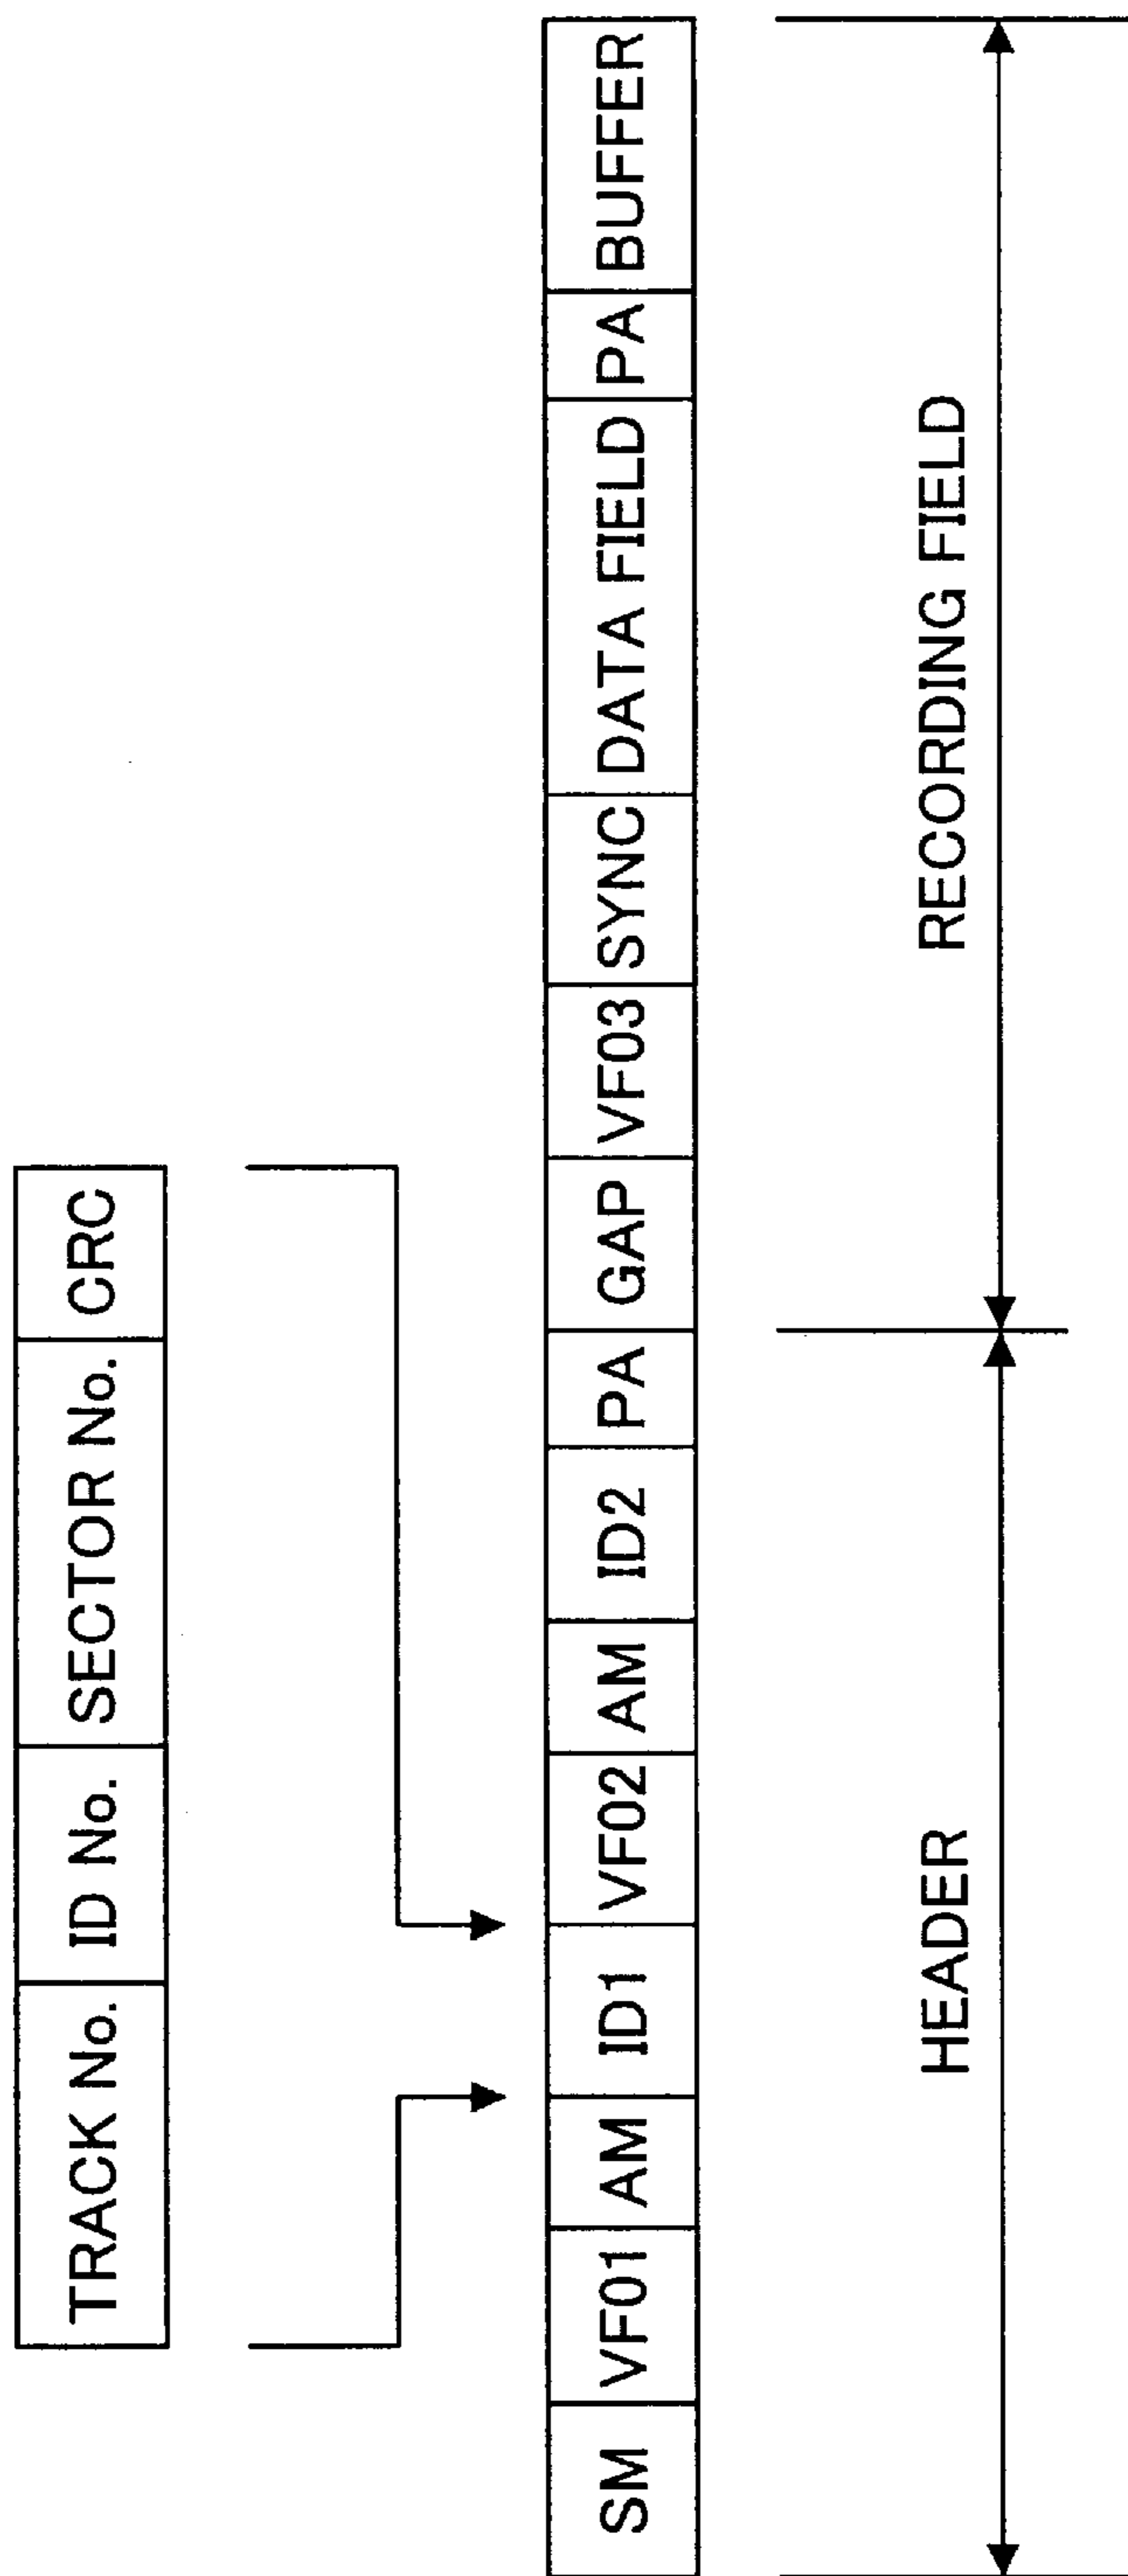 TRACK No. ID No. SECTOR No. CRC
SM VF01 AM ID1 VF02 AM ID2 PA GAP VF03 SYNC DATA FIELD PA BUFFER
HEADER RECORDING FIELD